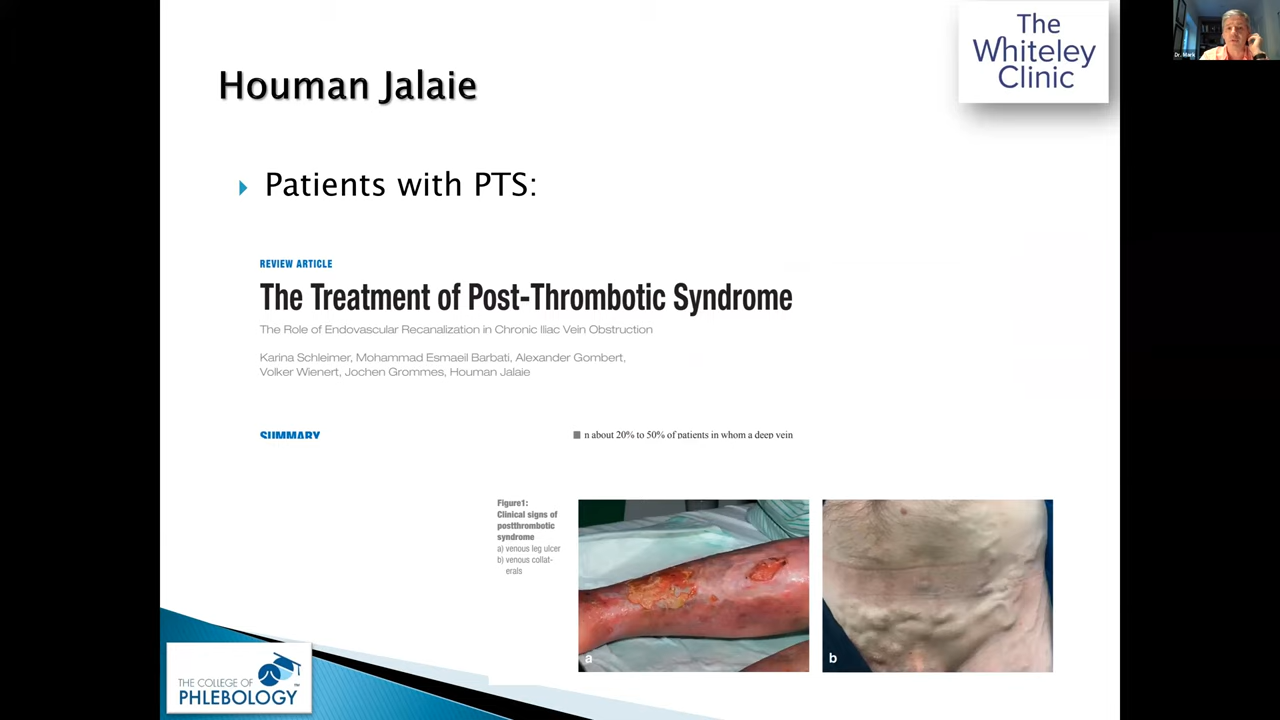 Houman Jalaie
The
Whiteley
Clinic
Dr. Mark
Patients with PTS:
REVIEW ARTICLE
The Treatment of Post-Thrombotic Syndrome
The Role of Endovascular Recanalization in Chronic Iliac Vein Obstruction
Karina Schleimer, Mohammad Esmaeil Barbati, Alexander Gombert,
Volker Wienert, Jochen Grommes, Houman Jalaie
SUMMARY
n about 20% to 50% of patients in whom a deep vein
Figure1:
Clinical signs of
postthrombotic
syndrome
a) venous leg ulcer
b) venous collat-
erals
a
b
THE COLLEGE OF
PHLEBOLOGY